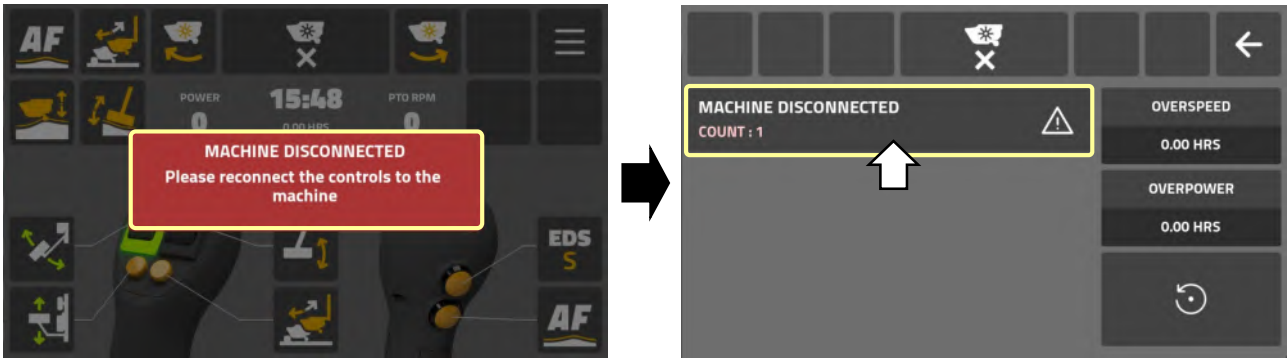 AF
POWER
15:48
PTO RPM
0
0.00 HRS
0
MACHINE DISCONNECTED
Please reconnect the controls to the
machine
EDS
S
AF
MACHINE DISCONNECTED
COUNT : 1
OVERSPEED
0.00 HRS
OVERPOWER
0.00 HRS